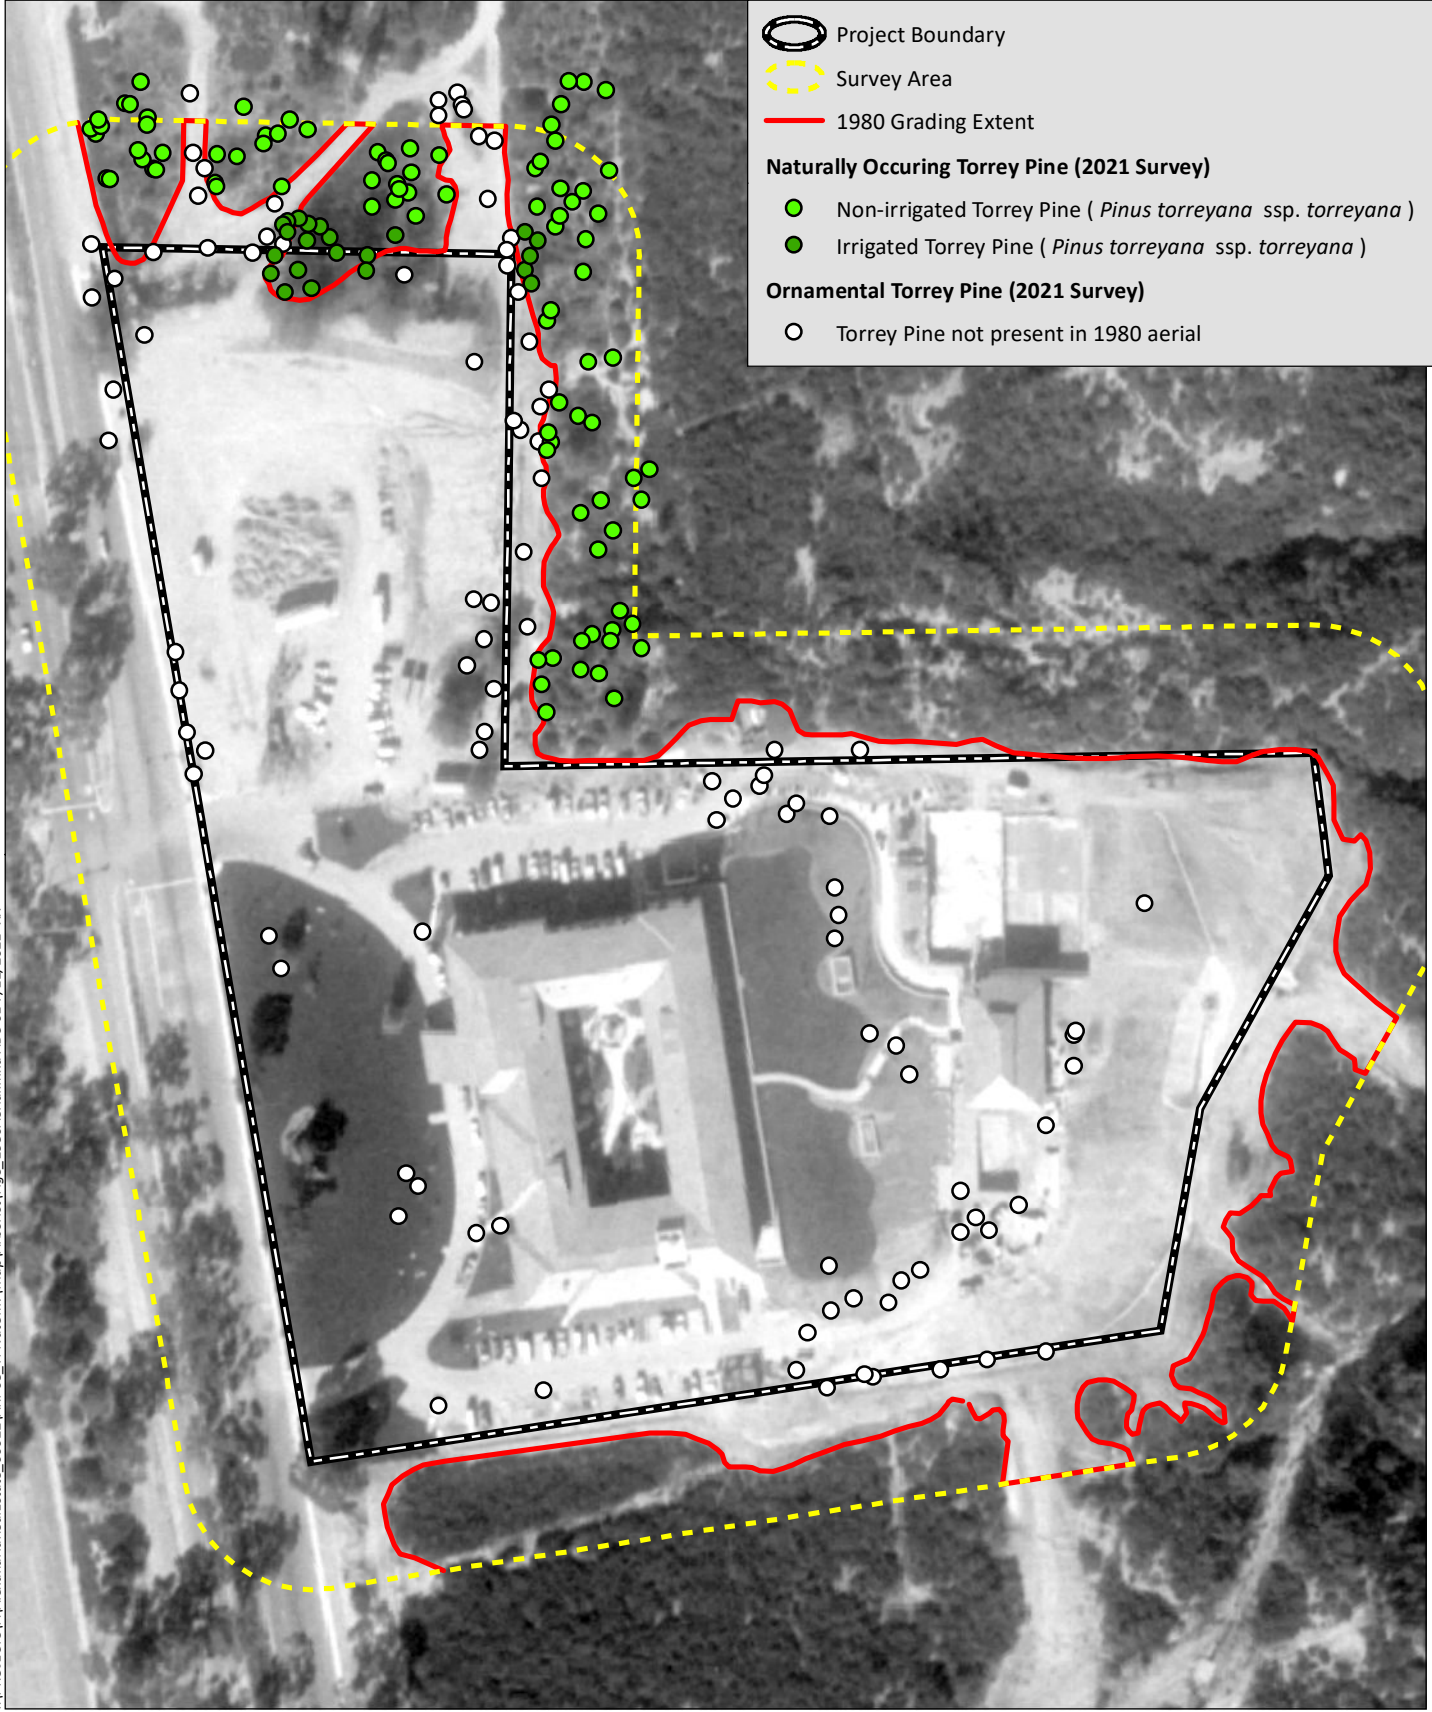 Project Boundary
Survey Area
1980 Grading Extent
Naturally Occuring Torrey Pine (2021 Survey)
Non-irrigated Torrey Pine ( Pinus torreyana ssp. torreyana )
Irrigated Torrey Pine ( Pinus torreyana ssp. torreyana )
Ornamental Torrey Pine (2021 Survey)
Torrey Pine not present in 1980 aerial